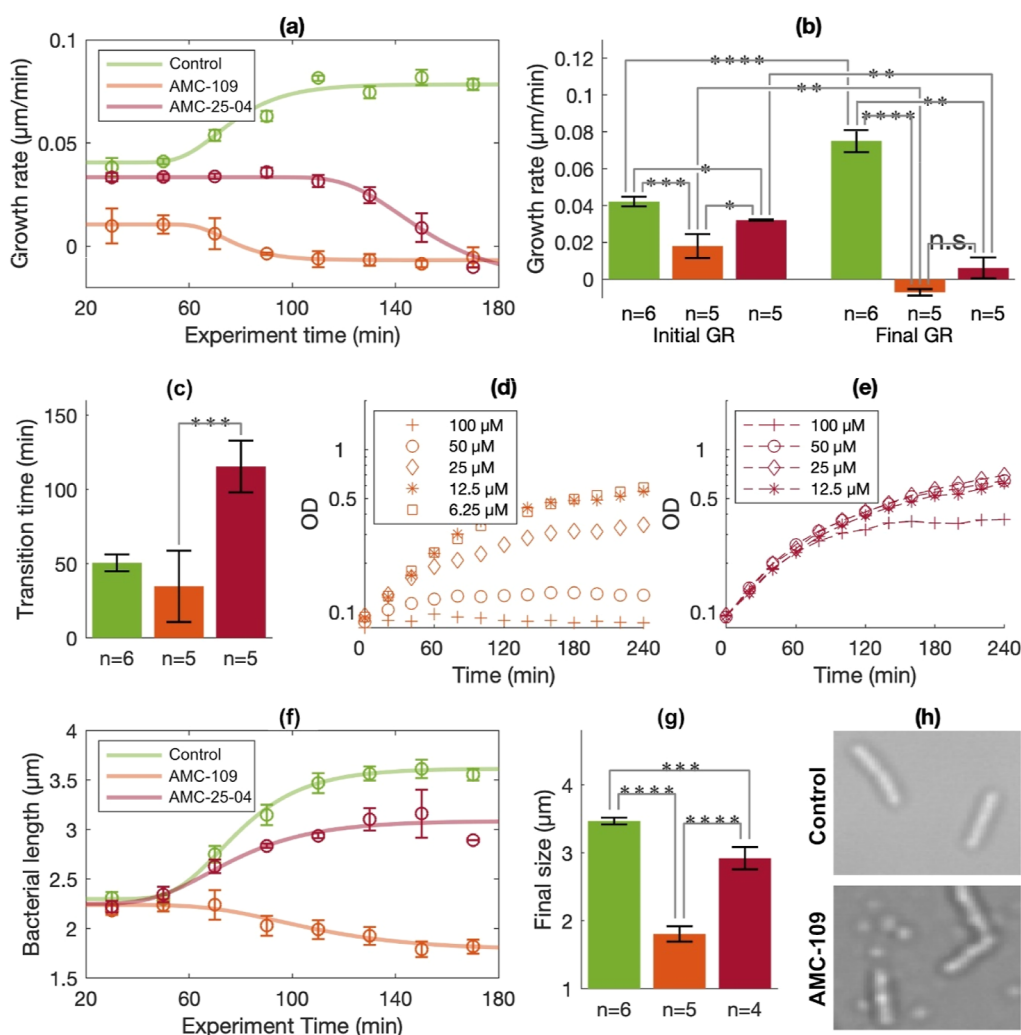 (a)
0.1
0.05
0
Growth rate (µm/min)
Control
AMC-109
AMC-25-04
20 60 100 140 180
Experiment time (min)
(b)
0.12
0.1
0.08
0.06
0.04
0.02
0
Growth rate (µm/min)
****
**
**
**
****
*
***
*
n.s.
n=6 n=5 n=5 n=6 n=5 n=5
Initial GR Final GR
(c)
150
100
50
0
Transition time (min)
***
n=6 n=5 n=5
(d)
1
0.5
0.1
OD
100 µM
50 µM
25 µM
12.5 µM
6.25 µM
0 60 120 180 240
Time (min)
(e)
1
0.5
0.1
OD
100 µM
50 µM
25 µM
12.5 µM
0 60 120 180 240
Time (min)
(f)
4
3.5
3
2.5
2
1.5
Bacterial length (µm)
Control
AMC-109
AMC-25-04
20 60 100 140 180
Experiment Time (min)
(g)
4
3
2
1
Final size (µm)
***
****
****
n=6 n=5 n=4
(h)
Control
AMC-109